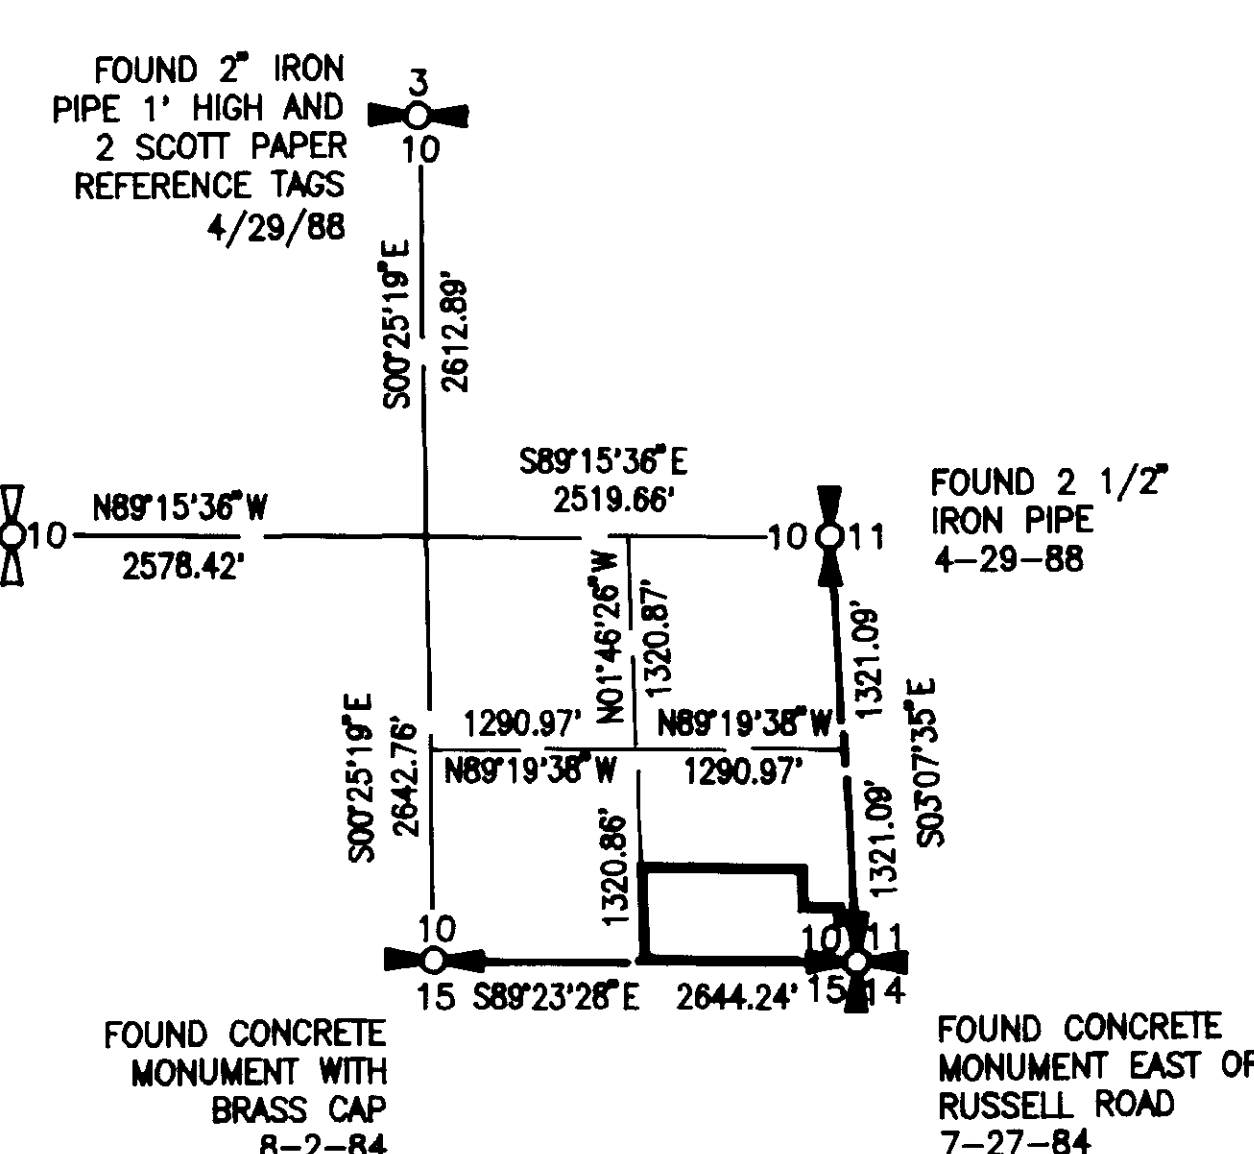 FOUND 2" IRON
PIPE 1' HIGH AND
2 SCOTT PAPER
REFERENCE TAGS
4/29/88
3
10
S00°25'19"E
2612.89'
N89°15'36"W
2578.42'
10
S89°15'36"E
2519.66'
10
11
FOUND 2 1/2"
IRON PIPE
4-29-88
N01°46'26"W
1320.87'
1321.09'
S03°07'35"E
1290.97'
N89°19'38"W
N89°19'38"W
1290.97'
S00°25'19"E
2642.76'
1320.86'
1321.09'
10
15
S89°23'28"E
2644.24'
10
11
15
14
FOUND CONCRETE
MONUMENT WITH
BRASS CAP
8-2-84
FOUND CONCRETE
MONUMENT EAST OF
RUSSELL ROAD
7-27-84